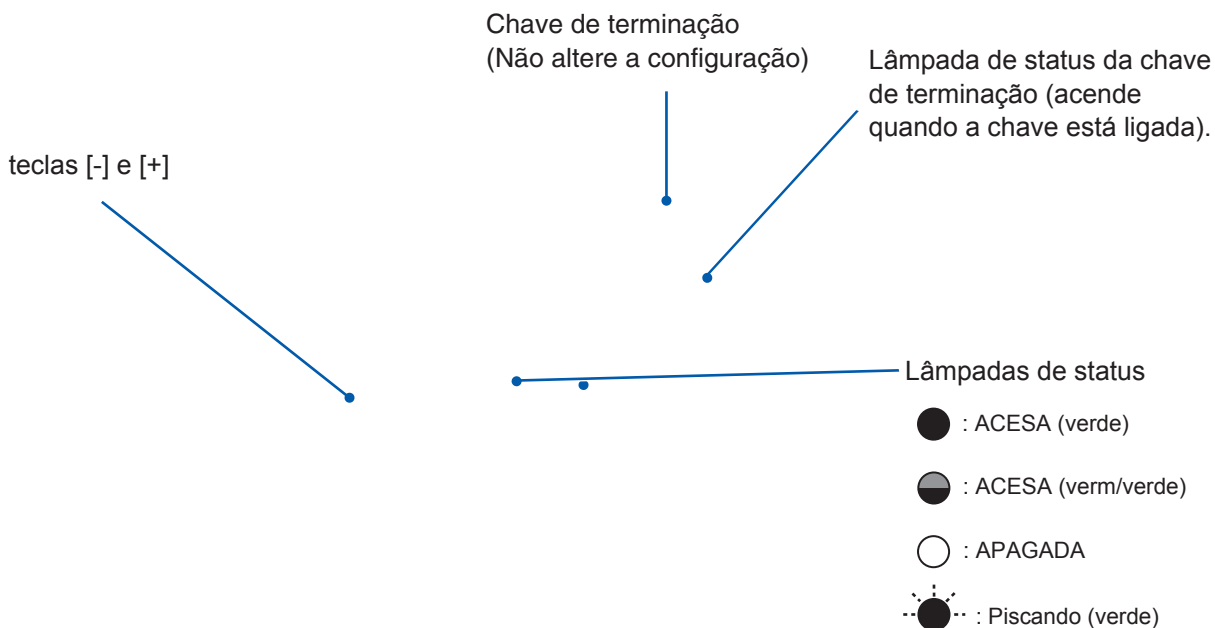 Chave de terminação
(Não altere a configuração)
Lâmpada de status da chave
de terminação (acende
quando a chave está ligada).
teclas [-] e [+]
Lâmpadas de status
: ACESA (verde)
: ACESA (verm/verde)
: APAGADA
: Piscando (verde)